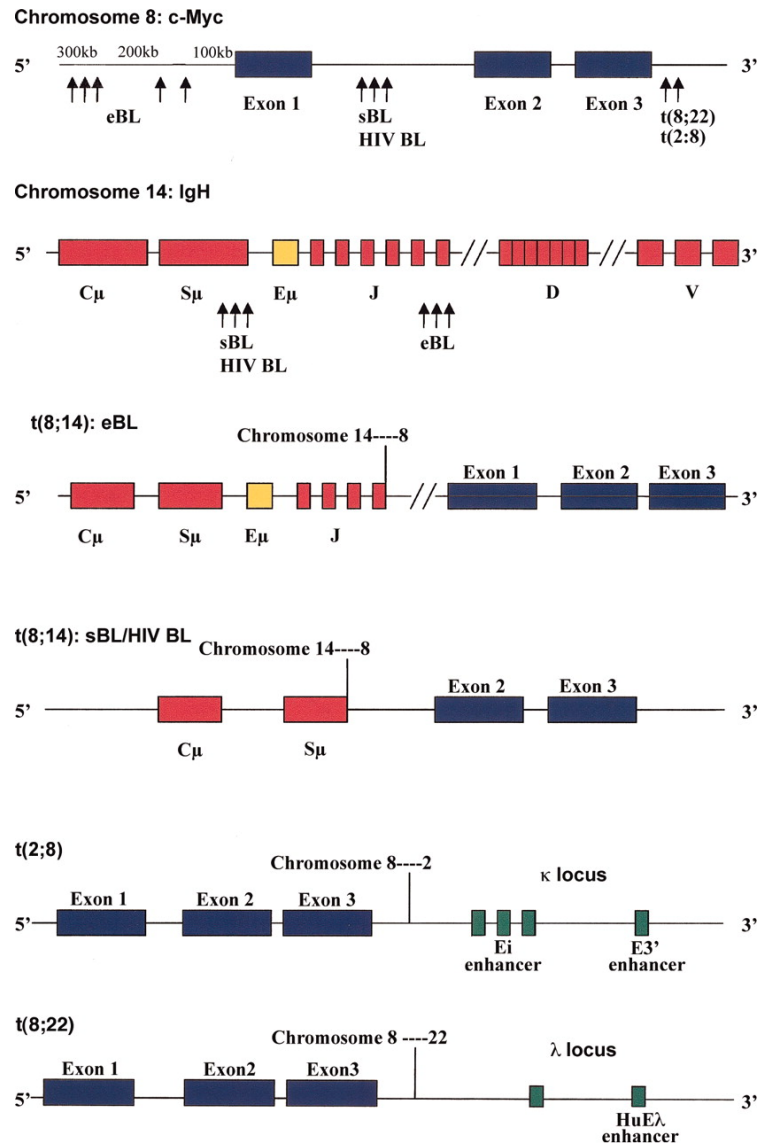 Chromosome 8: c-Myc
300kb 200kb 100kb
5’ 3’
Exon 1 Exon 2 Exon 3
eBL sBL t(8;22)
HIV BL t(2:8)
Chromosome 14: IgH
5’ 3’
Cμ Sμ Eμ J D V
sBL eBL
HIV BL
t(8;14): eBL
Chromosome 14----8
Exon 1 Exon 2 Exon 3
5’ 3’
Cμ Sμ Eμ J
t(8;14): sBL/HIV BL
Chromosome 14----8
Exon 2 Exon 3
5’ 3’
Cμ Sμ
t(2;8)
Chromosome 8----2 κ locus
Exon 1 Exon 2 Exon 3
5’ 3’
Ei E3’
enhancer enhancer
t(8;22)
Chromosome 8 ----22 λ locus
Exon 1 Exon2 Exon3
5’ 3’
HuEλ
enhancer